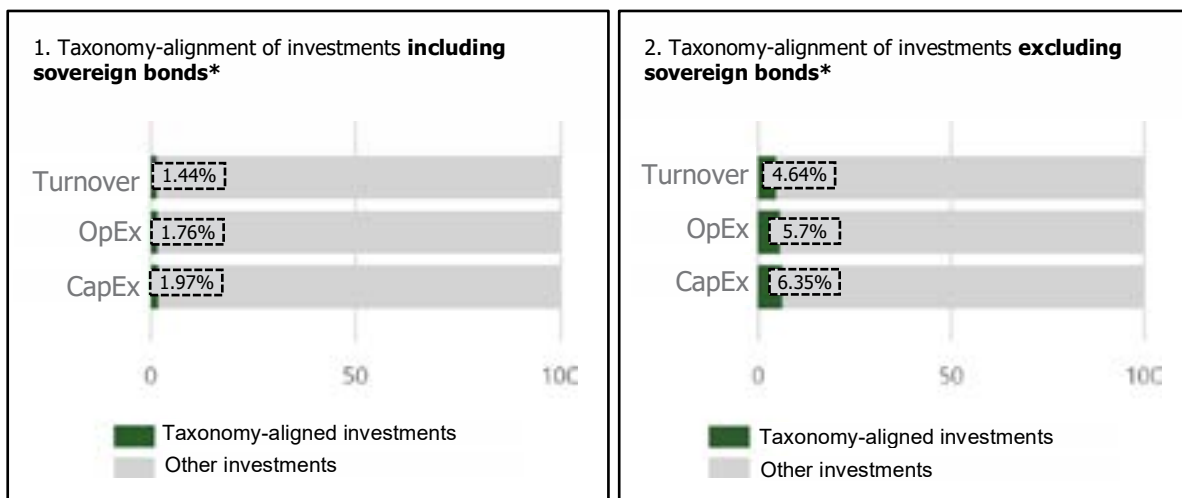 1. Taxonomy-alignment of investments including
sovereign bonds*
Turnover
1.44%
OpEx
1.76%
CapEx
1.97%
0 50 100
Taxonomy-aligned investments
Other investments
2. Taxonomy-alignment of investments excluding
sovereign bonds*
Turnover
4.64%
OpEx
5.7%
CapEx
6.35%
0 50 100
Taxonomy-aligned investments
Other investments